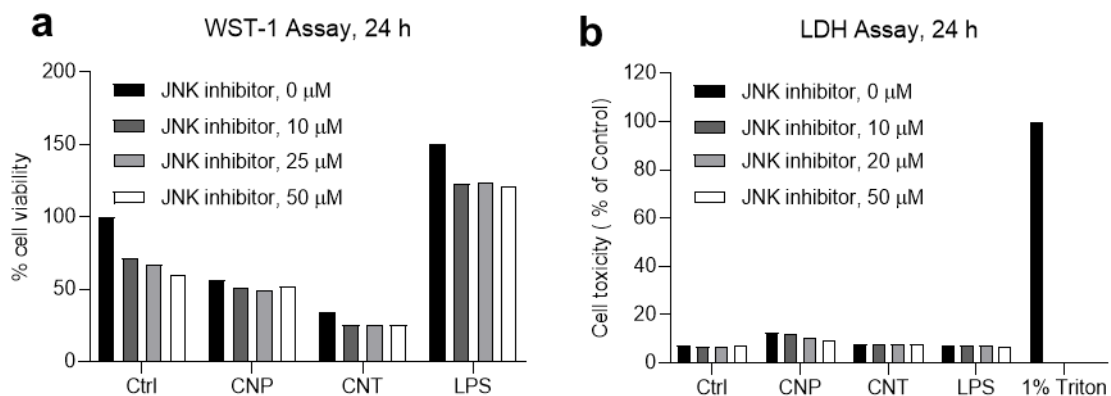 a
WST-1 Assay, 24 h
% cell viability
200
150
100
50
0
JNK inhibitor, 0 μM
JNK inhibitor, 10 μM
JNK inhibitor, 25 μM
JNK inhibitor, 50 μM
Ctrl
CNP
CNT
LPS
b
LDH Assay, 24 h
Cell toxicity ( % of Control)
120
100
80
60
40
20
0
JNK inhibitor, 0 μM
JNK inhibitor, 10 μM
JNK inhibitor, 20 μM
JNK inhibitor, 50 μM
Ctrl
CNP
CNT
LPS
1% Triton